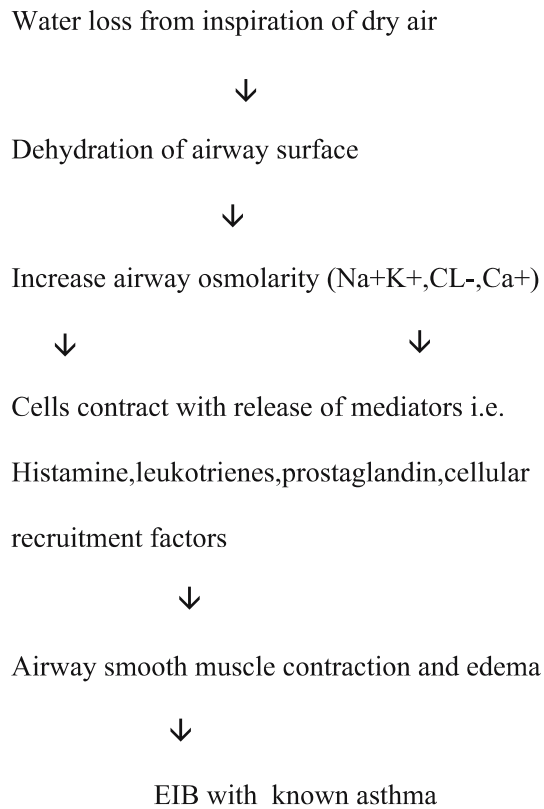 Water loss from inspiration of dry air
↓
Dehydration of airway surface
↓
Increase airway osmolarity (Na+K+,CL-,Ca+)
↓ ↓
Cells contract with release of mediators i.e.
Histamine,leukotrienes,prostaglandin,cellular
recruitment factors
↓
Airway smooth muscle contraction and edema
↓
EIB with known asthma